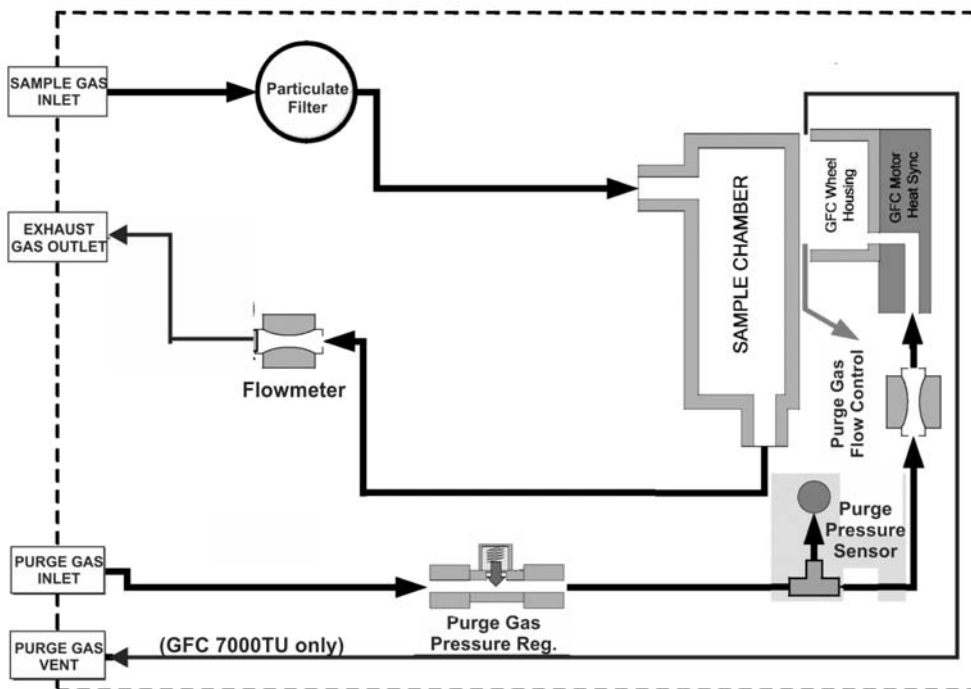 SAMPLE GAS
INLET
Particulate
Filter
EXHAUST
GAS OUTLET
Flowmeter
SAMPLE CHAMBER
GFC Wheel
Housing
GFC Motor
Heat Sync
Purge Gas
Flow Control
Purge
Pressure
Sensor
PURGE GAS
INLET
Purge Gas
Pressure Reg.
PURGE GAS
VENT
(GFC 7000TU only)